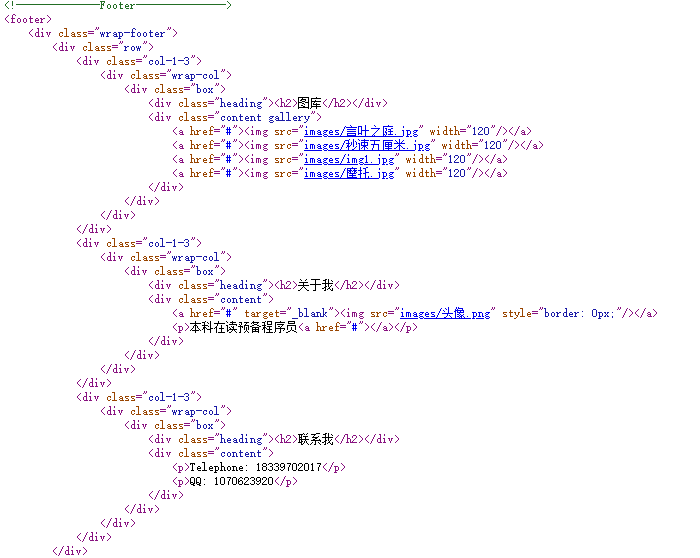 <!——————————Footer——————————>
<footer>
<div class="wrap-footer">
<div class="row">
<div class="col-1-3">
<div class="wrap-col">
<div class="box">
<div class="heading"><h2>图库</h2></div>
<div class="content gallery">
<a href="#"><img src="images/言叶之庭.jpg" width="120"/></a>
<a href="#"><img src="images/秒速五厘米.jpg" width="120"/></a>
<a href="#"><img src="images/img1.jpg" width="120"/></a>
<a href="#"><img src="images/摩托.jpg" width="120"/></a>
</div>
</div>
</div>
</div>
<div class="col-1-3">
<div class="wrap-col">
<div class="box">
<div class="heading"><h2>关于我</h2></div>
<div class="content">
<a href="#" target="_blank"><img src="images/头像.png" style="border: 0px;"/></a>
<p>本科在读预备程序员<a href="#"></a></p>
</div>
</div>
</div>
</div>
<div class="col-1-3">
<div class="wrap-col">
<div class="box">
<div class="heading"><h2>联系我</h2></div>
<div class="content">
<p>Telephone: 18339702017</p>
<p>QQ: 1070623920</p>
</div>
</div>
</div>
</div>
</div>